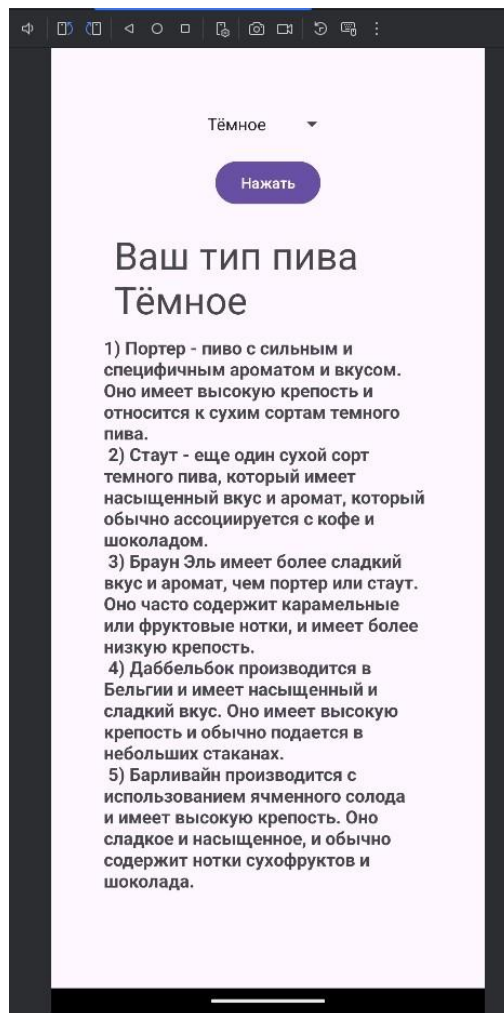 Тёмное
Нажать
Ваш тип пива
Тёмное
1) Портер - пиво с сильным и
специфичным ароматом и вкусом.
Оно имеет высокую крепость и
относится к сухим сортам темного
пива.
2) Стаут - еще один сухой сорт
темного пива, который имеет
насыщенный вкус и аромат, который
обычно ассоциируется с кофе и
шоколадом.
3) Браун Эль имеет более сладкий
вкус и аромат, чем портер или стаут.
Оно часто содержит карамельные
или фруктовые нотки, и имеет более
низкую крепость.
4) Даббельбок производится в
Бельгии и имеет насыщенный и
сладкий вкус. Оно имеет высокую
крепость и обычно подается в
небольших стаканах.
5) Барливайн производится с
использованием ячменного солода
и имеет высокую крепость. Оно
сладкое и насыщенное, и обычно
содержит нотки сухофруктов и
шоколада.